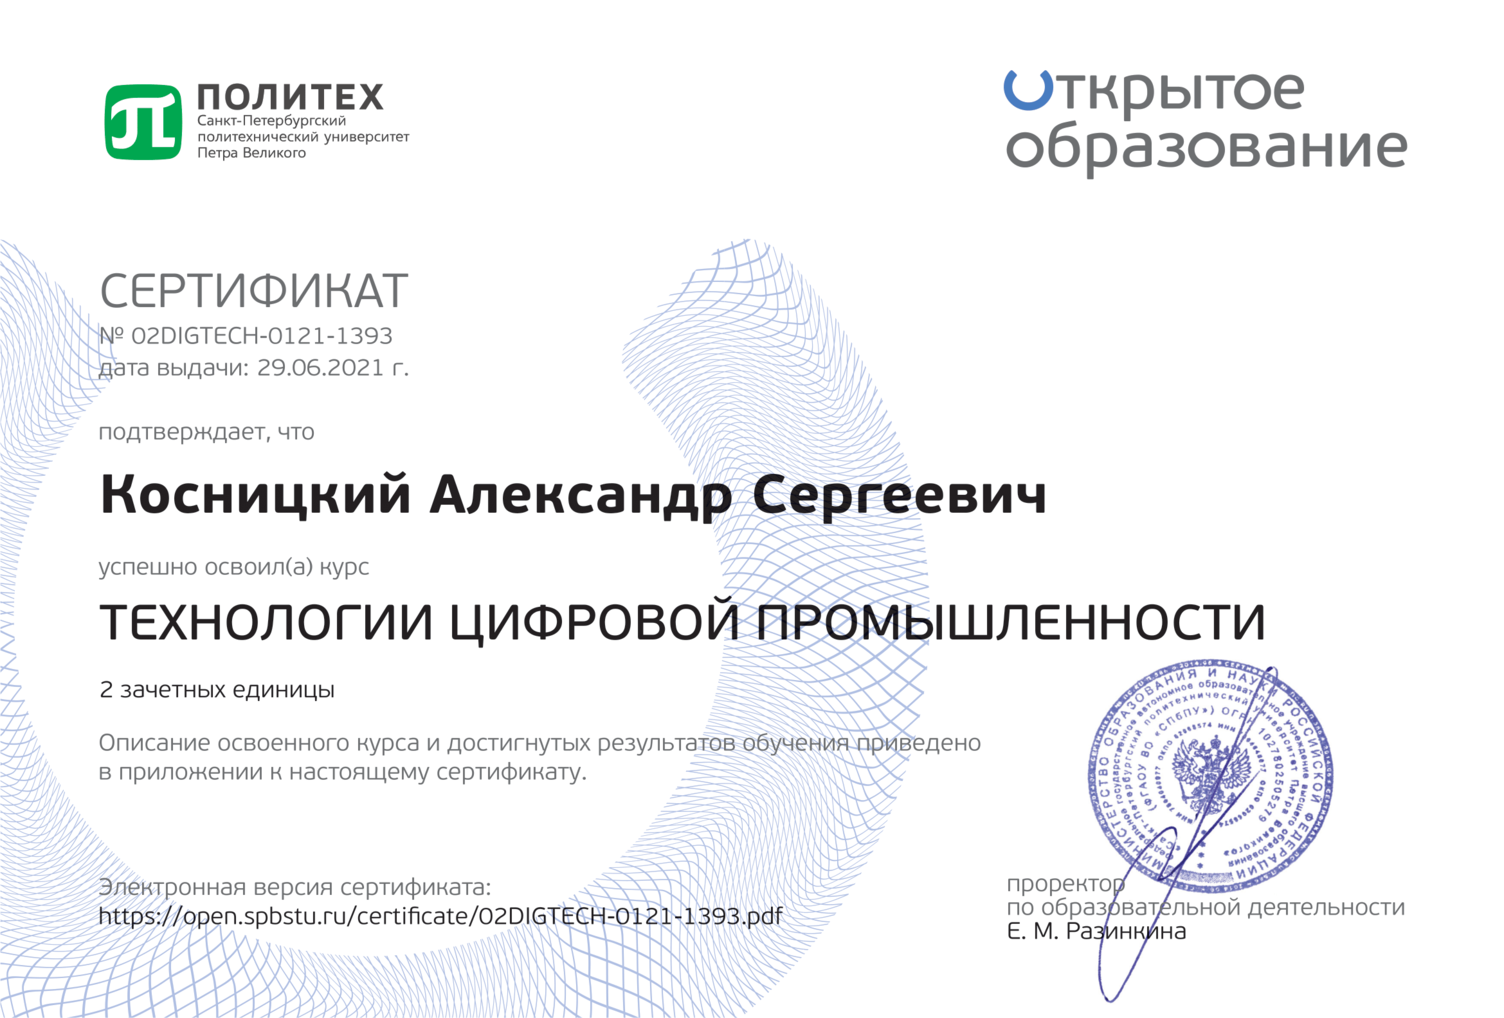 ПОЛИТЕХ
Санкт-Петербургский
политехнический университет
Петра Великого
Открытое
образование
СЕРТИФИКАТ
№ 02DIGTECH-0121-1393
дата выдачи: 29.06.2021 г.
подтверждает, что
Косницкий Александр Сергеевич
успешно освоил(а) курс
ТЕХНОЛОГИИ ЦИФРОВОЙ ПРОМЫШЛЕННОСТИ
2 зачетных единицы
Описание освоенного курса и достигнутых результатов обучения приведено
в приложении к настоящему сертификату.
Электронная версия сертификата:
https://open.spbstu.ru/certificate/02DIGTECH-0121-1393.pdf
МИНИСТЕРСТВО ОБРАЗОВАНИЯ И НАУКИ РОССИЙСКОЙ ФЕДЕРАЦИИ
федеральное государственное автономное образовательное учреждение высшего образования
«Санкт-Петербургский политехнический университет Петра Великого»
(ФГАОУ ВО «СПбПУ») ОГРН 1027802505279
проректор
по образовательной деятельности
Е. М. Разинкина